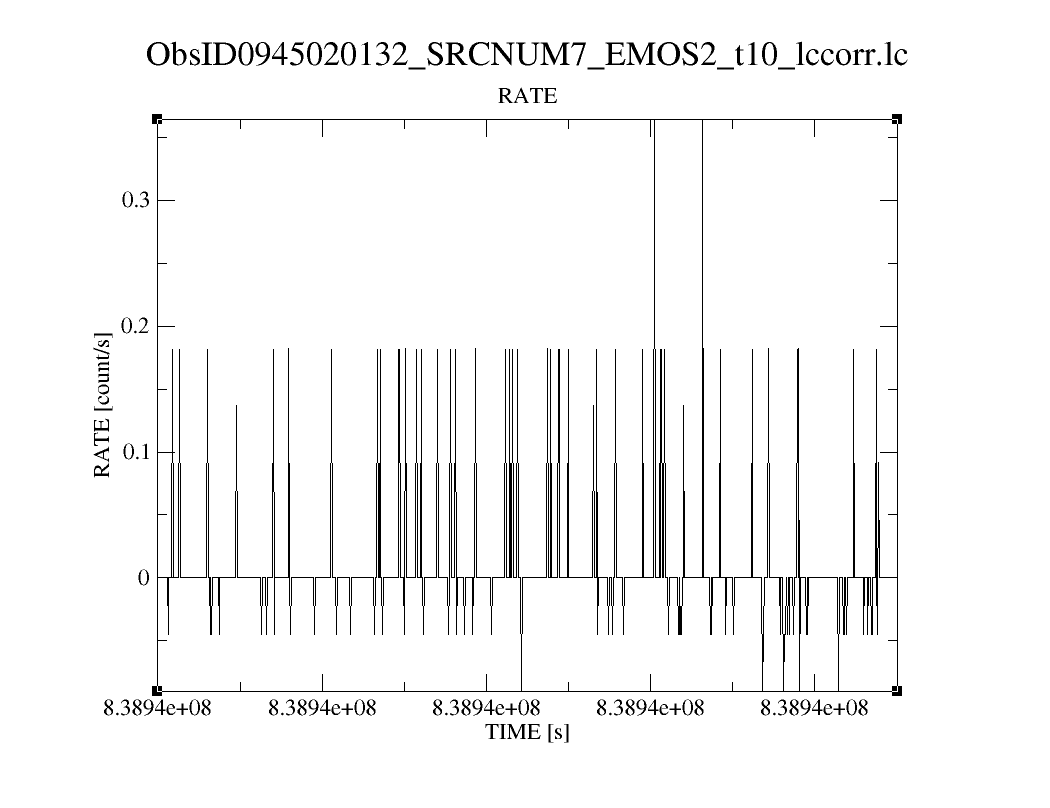 ObsID0945020132_SRCNUM7_EMOS2_t10_lccorr.lc
RATE
0.3
0.2
0.1
0
RATE [count/s]
8.3894e+08 8.3894e+08 8.3894e+08 8.3894e+08 8.3894e+08
TIME [s]